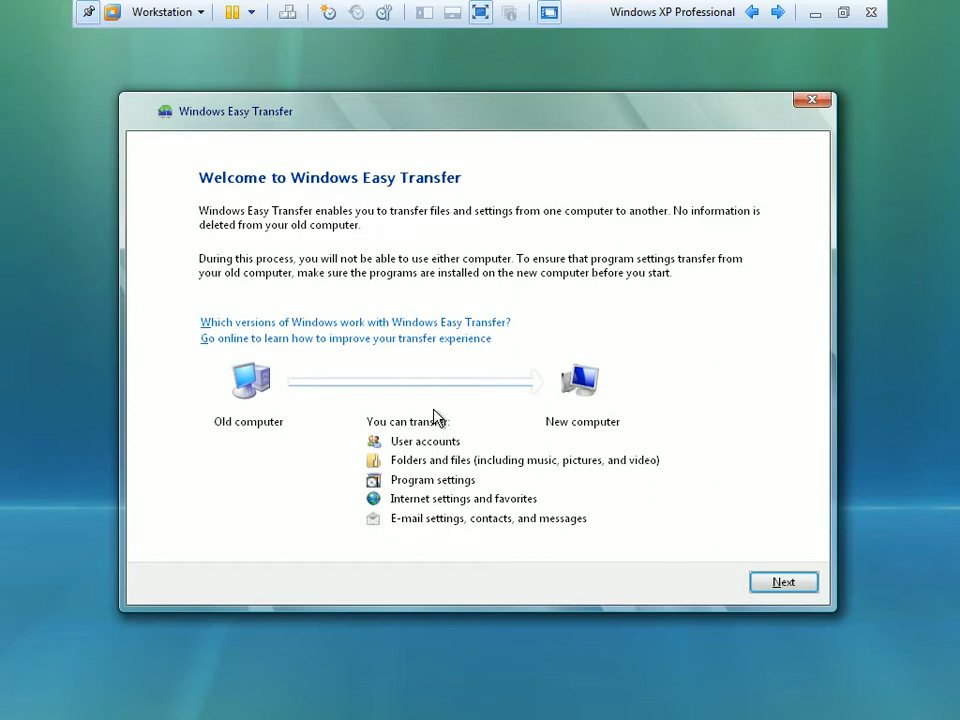 Workstation
Windows XP Professional
Windows Easy Transfer
Welcome to Windows Easy Transfer
Windows Easy Transfer enables you to transfer files and settings from one computer to another. No information is
deleted from your old computer.
During this process, you will not be able to use either computer. To ensure that program settings transfer from
your old computer, make sure the programs are installed on the new computer before you start.
Which versions of Windows work with Windows Easy Transfer?
Go online to learn how to improve your transfer experience
Old computer
New computer
You can transfer:
User accounts
Folders and files (including music, pictures, and video)
Program settings
Internet settings and favorites
E-mail settings, contacts, and messages
Next